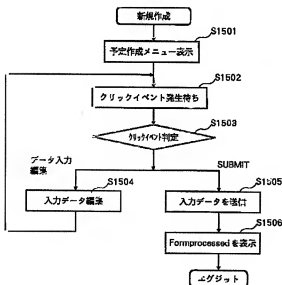 新規作成
S1501
予定作成メニュー表示
S1502
クリックイベント発生待ち
S1503
クリックイベント判定
データ入力
編集
SUBMIT
S1504
S1505
入力データ編集
入力データを送信
S1506
Formprocessedを表示
エグジット